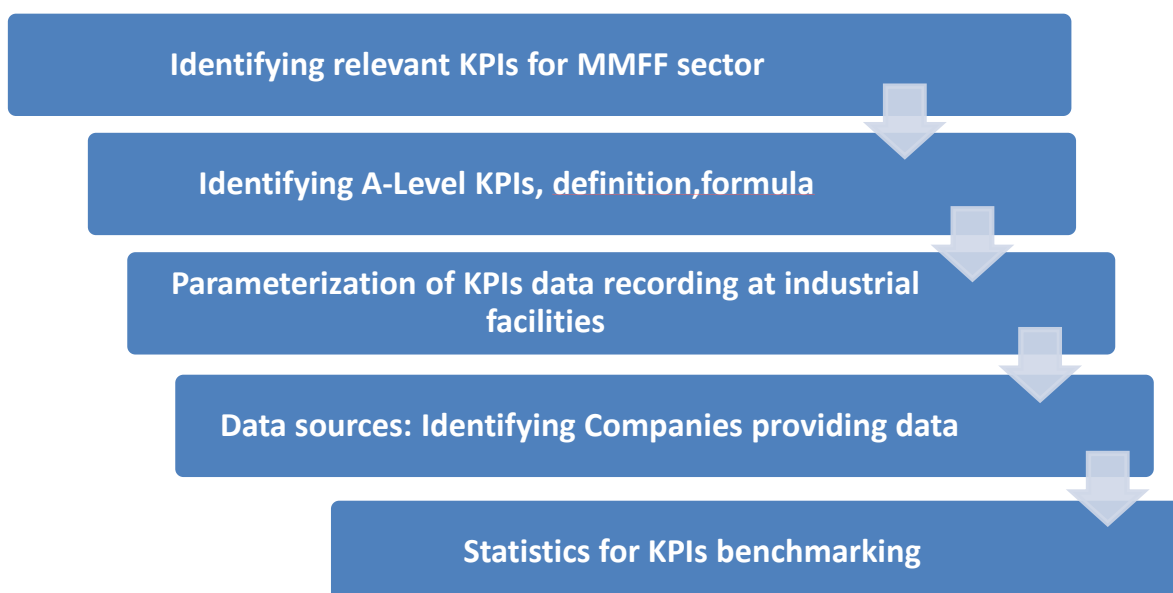 Identifying relevant KPIs for MMFF sector
Identifying A-Level KPIs, definition,formula
Parameterization of KPIs data recording at industrial
facilities
Data sources: Identifying Companies providing data
Statistics for KPIs benchmarking